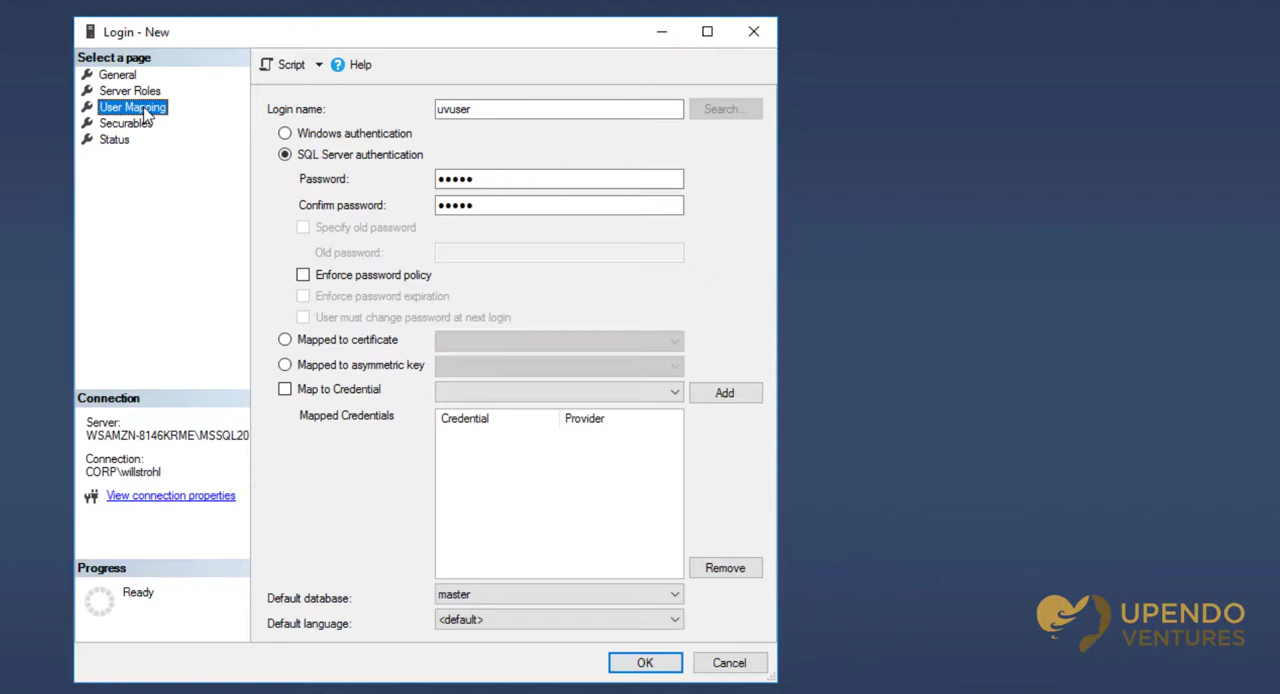 Login - New
Select a page
General
Server Roles
User Mapping
Securables
Status
Script
Help
Login name:
uvuser
Search...
Windows authentication
SQL Server authentication
Password:
●●●●●
Confirm password:
●●●●●
Specify old password
Old password:
Enforce password policy
Enforce password expiration
User must change password at next login
Mapped to certificate
Mapped to asymmetric key
Map to Credential
Add
Mapped Credentials
Credential
Provider
Remove
Default database:
master
Default language:
<default>
Connection
Server:
WSAMZN-8146KRME\MSSQL20
Connection:
CORP\willstrohl
View connection properties
Progress
Ready
OK
Cancel
UPENDO
VENTURES